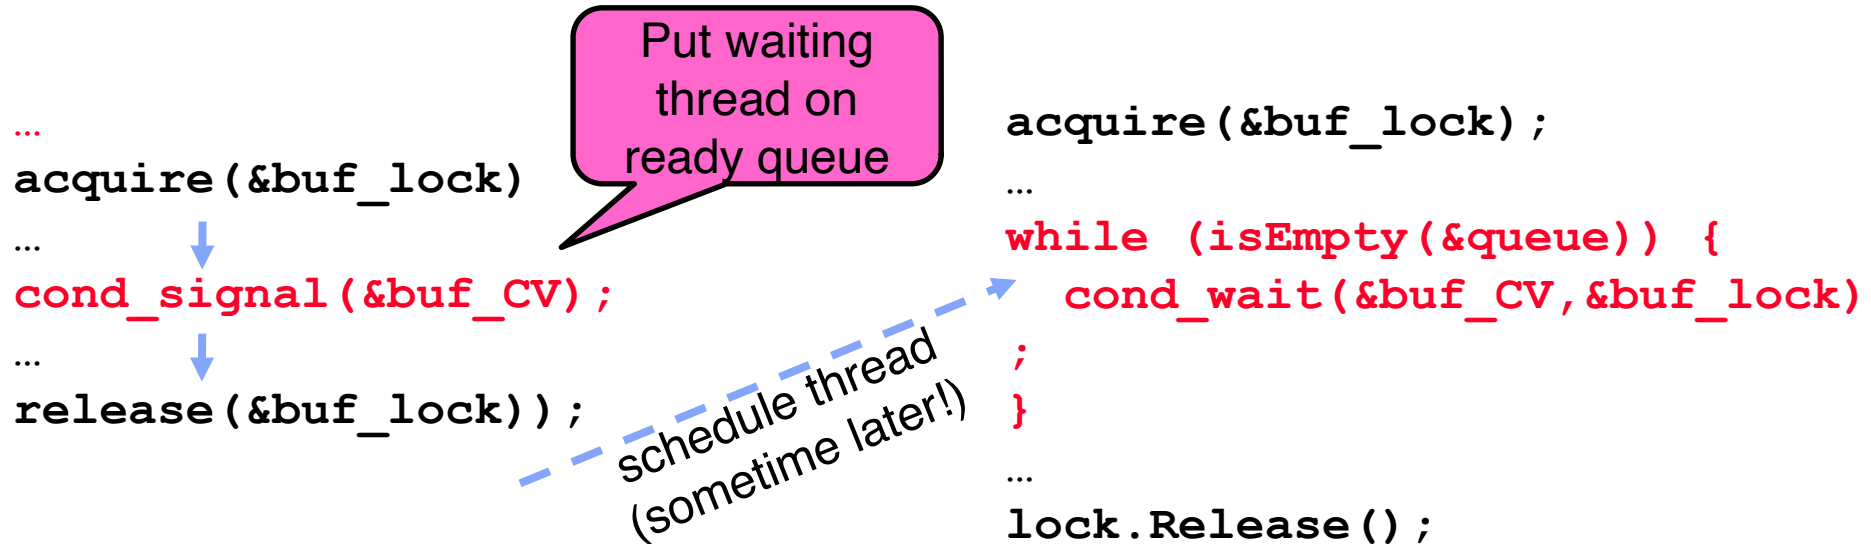 …
acquire(&buf_lock)
…
cond_signal(&buf_CV);
…
release(&buf_lock));
Put waiting
thread on
ready queue
schedule thread
(sometime later!)
acquire(&buf_lock);
…
while (isEmpty(&queue)) {
cond_wait(&buf_CV,&buf_lock)
;
}
…
lock.Release();